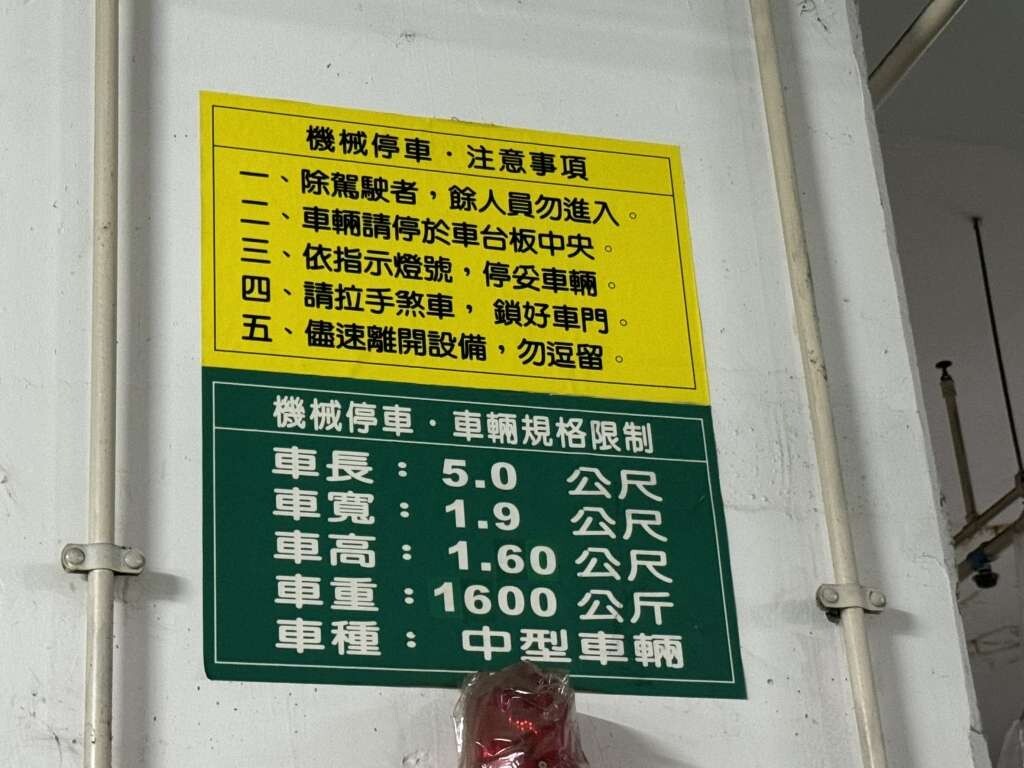 機械停車・注意事項
一、除駕駛者，餘人員勿進入。
二、車輛請停於車台板中央。
三、依指示燈號，停妥車輛。
四、請拉手煞車，鎖好車門。
五、儘速離開設備，勿逗留。
機械停車・車輛規格限制
車長：5.0 公尺
車寬：1.9 公尺
車高：1.60 公尺
車重：1600 公斤
車種：中型車輛